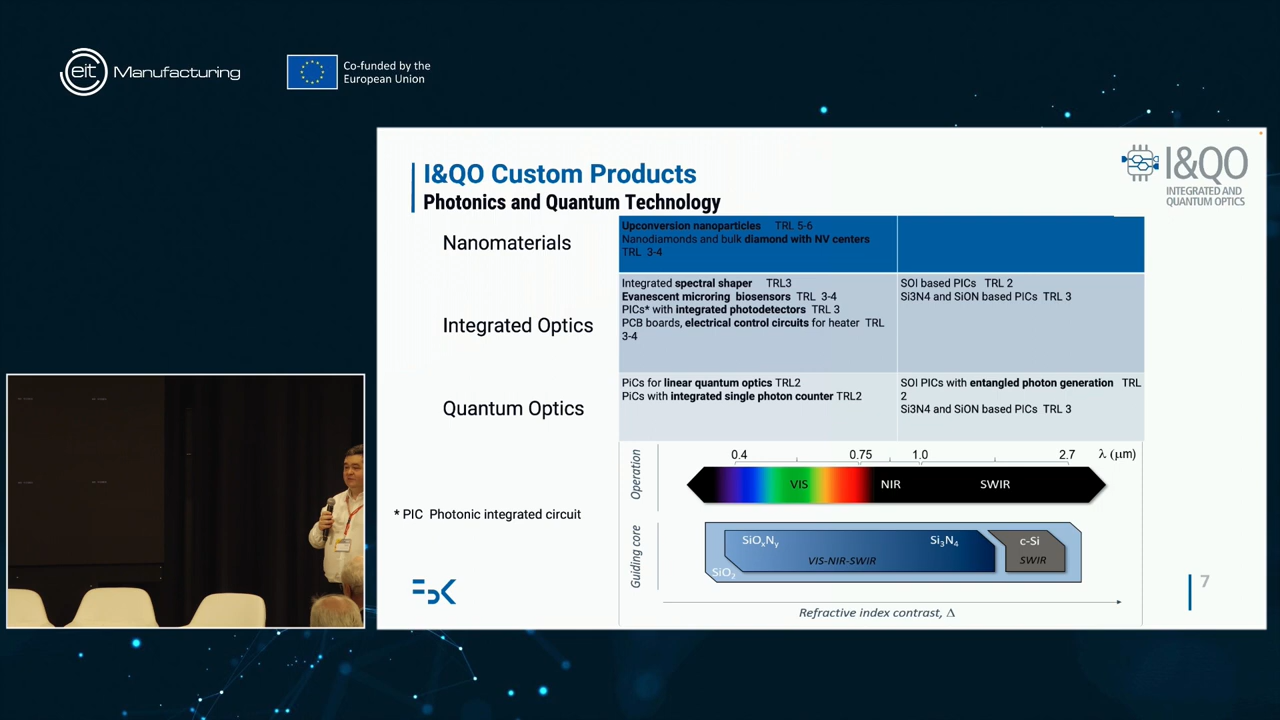 eit Manufacturing
Co-funded by the
European Union
I&QO Custom Products
Photonics and Quantum Technology
I&QO
INTEGRATED AND
QUANTUM OPTICS
Nanomaterials
Upconversion nanoparticles TRL 5-6
Nanodiamonds and bulk diamond with NV centers
TRL 3-4
Integrated Optics
Integrated spectral shaper TRL3
Evanescent microring biosensors TRL 3-4
PICs* with integrated photodetectors TRL 3
PCB boards, electrical control circuits for heater TRL
3-4
SOI based PICs TRL 2
Si3N4 and SiON based PICs TRL 3
Quantum Optics
PiCs for linear quantum optics TRL2
PiCs with integrated single photon counter TRL2
SOI PICs with entangled photon generation TRL
2
Si3N4 and SiON based PICs TRL 3
Operation
0.4 0.75 1.0 2.7 λ (μm)
VIS NIR SWIR
* PIC Photonic integrated circuit
Guiding core
SiOxNy Si3N4 c-Si
VIS-NIR-SWIR SWIR
SiO2
Refractive index contrast, Δ
FBK
7